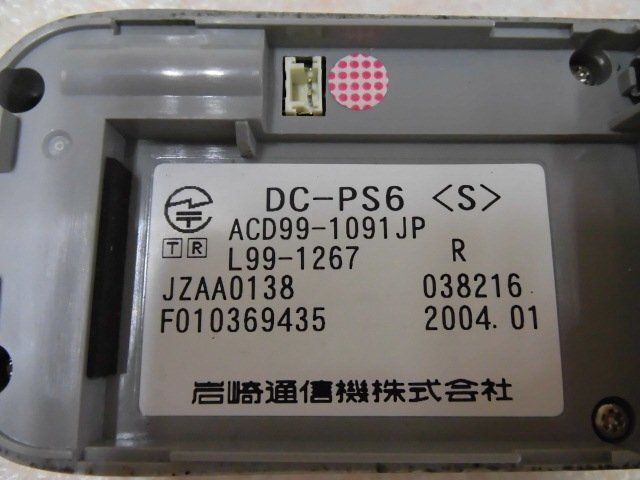 DC-PS6 <S>
ACD99-1091JP
T R L99-1267 R
JZAA0138 038216
F010369435 2004.01
岩崎通信機株式会社